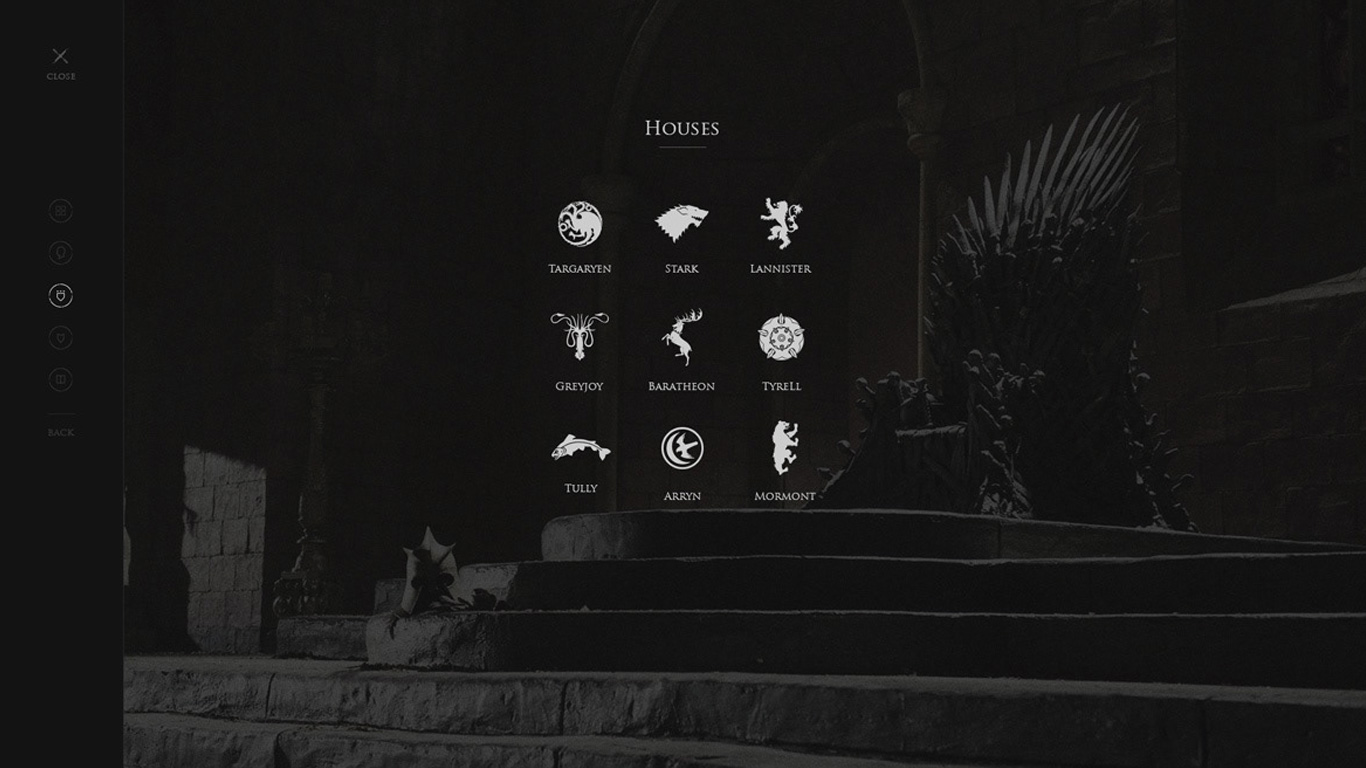 CLOSE
Houses
Targaryen
Stark
Lannister
Greyjoy
Baratheon
Tyrell
Tully
Arryn
Mormont
BACK